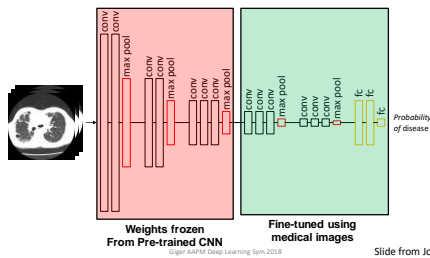 conv
conv
max pool
conv
conv
max pool
conv
conv
conv
max pool
conv
conv
conv
max pool
conv
conv
conv
max pool
fc
fc
fc
Probability
of disease
Weights frozen
From Pre-trained CNN
Fine-tuned using
medical images
Giger AAPM Deep Learning Sym 2018
Slide from Jo